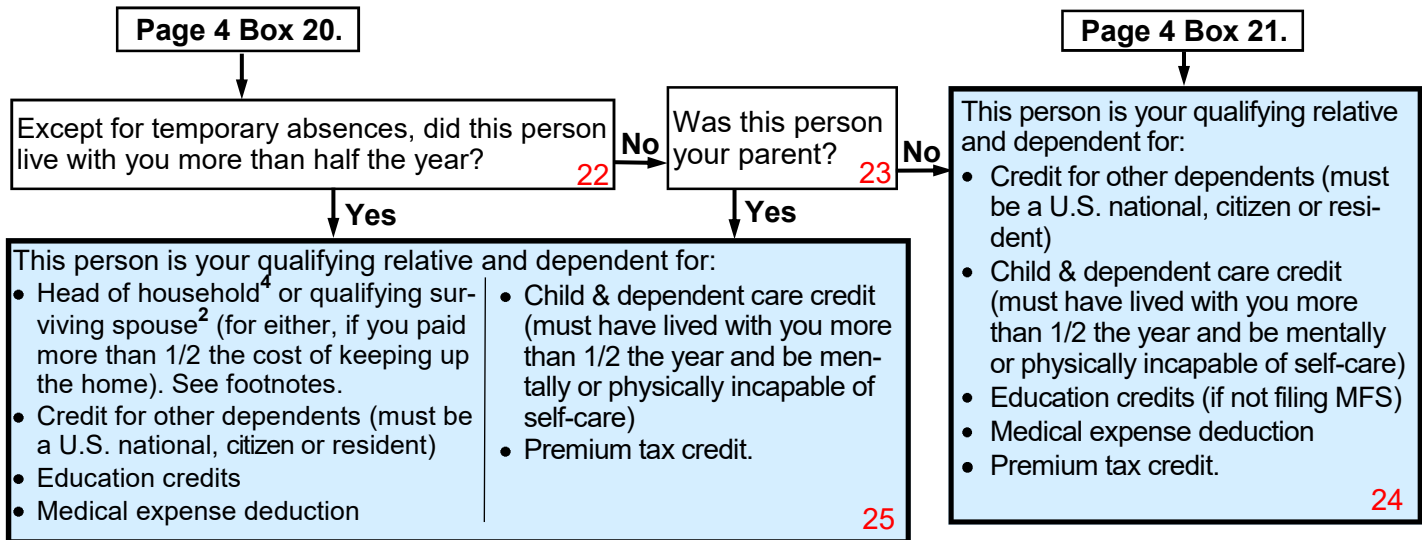 Page 4 Box 20.
Except for temporary absences, did this person
live with you more than half the year?
22
No
Was this person
your parent?
23
No
Yes
Yes
This person is your qualifying relative and dependent for:
• Head of household4 or qualifying sur-
viving spouse2 (for either, if you paid
more than 1/2 the cost of keeping up
the home). See footnotes.
• Credit for other dependents (must be
a U.S. national, citizen or resident)
• Education credits
• Medical expense deduction
• Child & dependent care credit
(must have lived with you more
than 1/2 the year and be men-
tally or physically incapable of
self-care)
• Premium tax credit.
25
Page 4 Box 21.
This person is your qualifying relative
and dependent for:
• Credit for other dependents (must
be a U.S. national, citizen or resi-
dent)
• Child & dependent care credit
(must have lived with you more
than 1/2 the year and be mentally
or physically incapable of self-care)
• Education credits (if not filing MFS)
• Medical expense deduction
• Premium tax credit.
24